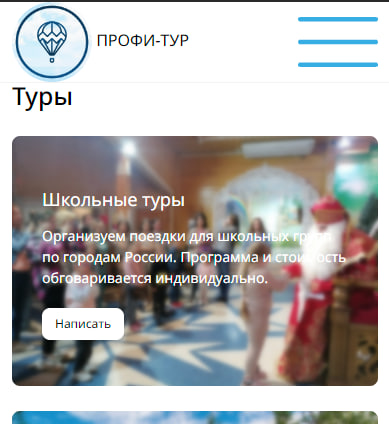 ПРОФИ-ТУР
Туры
Школьные туры
Организуем поездки для школьных групп
по городам России. Программа и стоимость
обговаривается индивидуально.
Написать